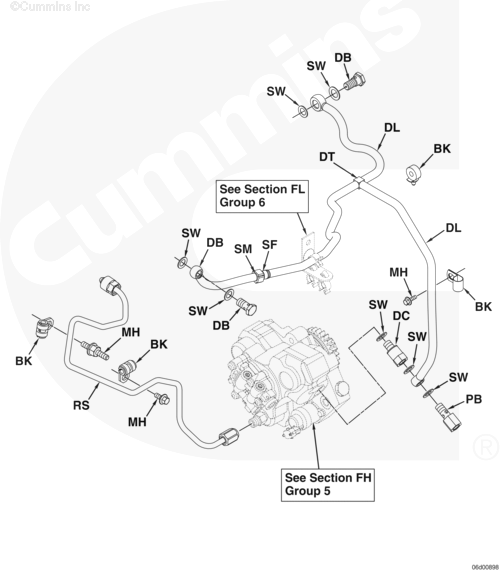 ©Cummins Inc
Cummins
SW
DB
SW
DL
DT
BK
See Section FL
Group 6
SW
DB
SM
SF
DL
MH
BK
SW
DB
SW
DC
SW
MH
BK
BK
SW
RS
MH
PB
See Section FH
Group 5
®
06d00898